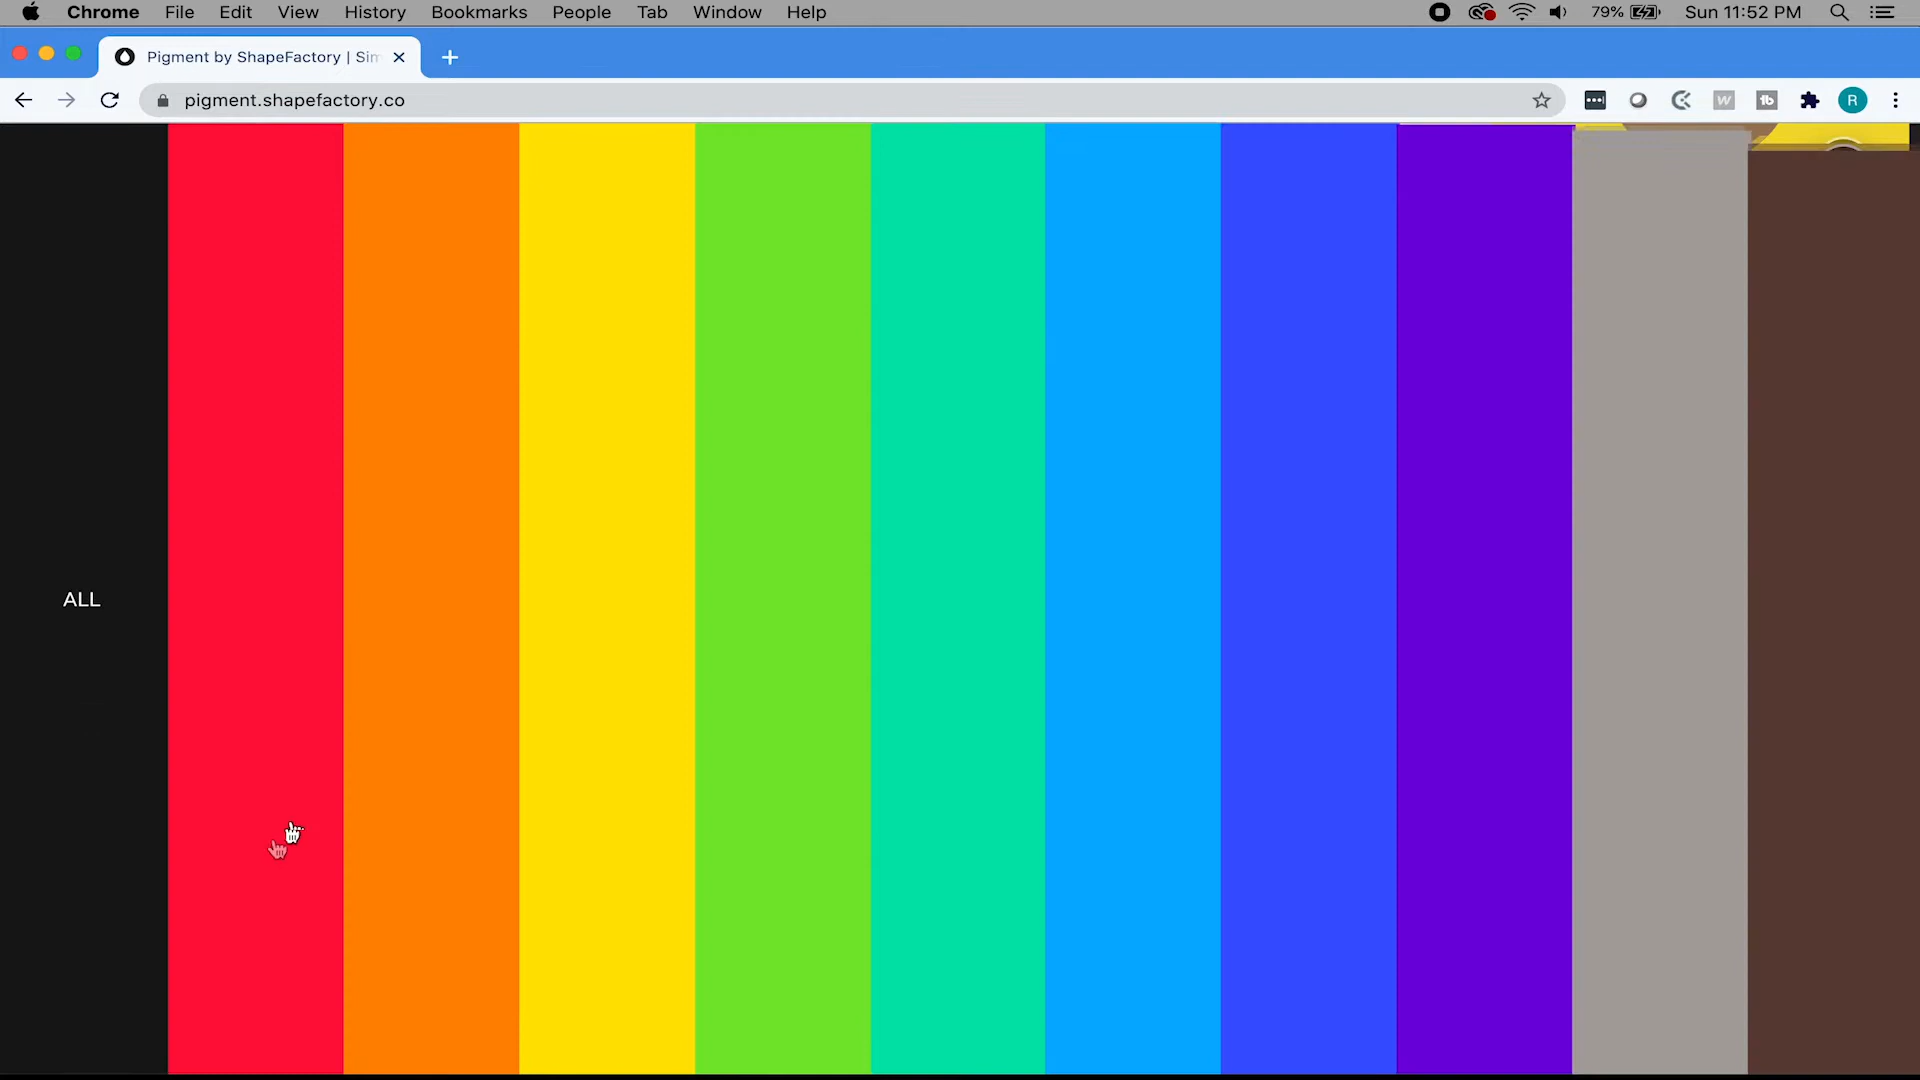 Chrome File Edit View History Bookmarks People Tab Window Help 79% Sun 11:52 PM
Pigment by ShapeFactory | Sim
pigment.shapefactory.co W tb R
ALL